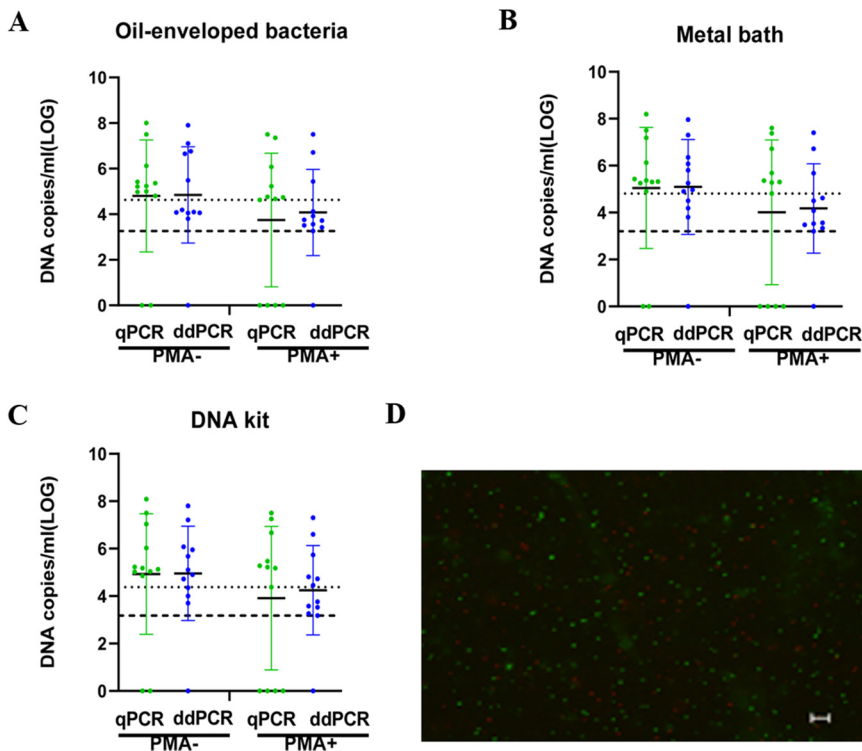 A
Oil-enveloped bacteria
DNA copies/ml(LOG)
10
8
6
4
2
0
qPCR ddPCR qPCR ddPCR
PMA- PMA+
B
Metal bath
DNA copies/ml(LOG)
10
8
6
4
2
0
qPCR ddPCR qPCR ddPCR
PMA- PMA+
C
DNA kit
DNA copies/ml(LOG)
10
8
6
4
2
0
qPCR ddPCR qPCR ddPCR
PMA- PMA+
D